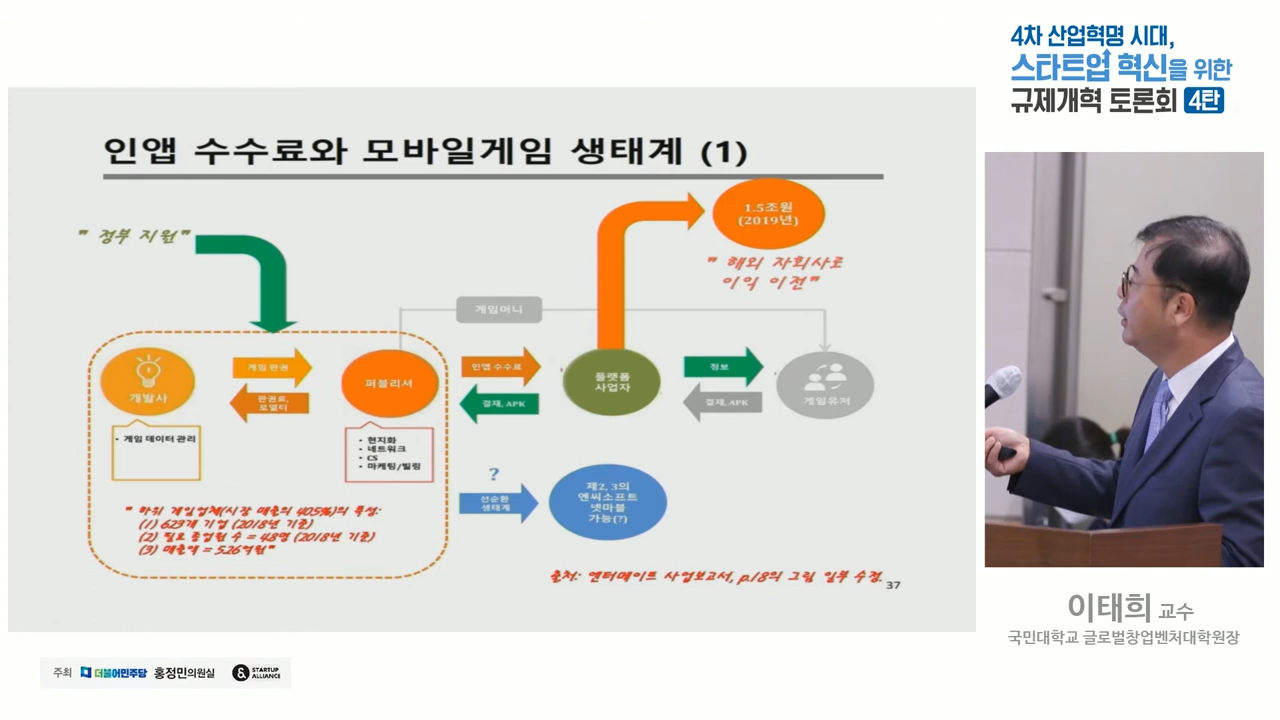 4차 산업혁명 시대,
스타트업 혁신을 위한
규제개혁 토론회 4탄
인앱 수수료와 모바일게임 생태계 (1)
" 정부 지원"
1.5조원
(2019년)
" 해외 자회사로
이익 이전"
게임머니
개발사
게임 판권
판권료,
로열티
퍼블리셔
인앱 수수료
결재, APK
플랫폼
사업자
정보
결재, APK
게임유저
• 게임 데이터 관리
• 현지화
• 네트워크
• CS
• 마케팅/빌링
?
선순환
생태계
제2, 3의
엔씨소프트
넷마블
가능(?)
" 하위 게임업체(시장 매출의 40.5%)의 특성:
(1) 623개 기업 (2018년 기준)
(2) 필요 종업원 수 = 48명 (2018년 기준)
(3) 매출액 = 526억원"
출처: 엔터메이트 사업보고서, p.18의 그림 일부 수정.
37
이태희 교수
국민대학교 글로벌창업벤처대학원장
주최 더불어민주당 홍정민의원실 STARTUP
ALLIANCE